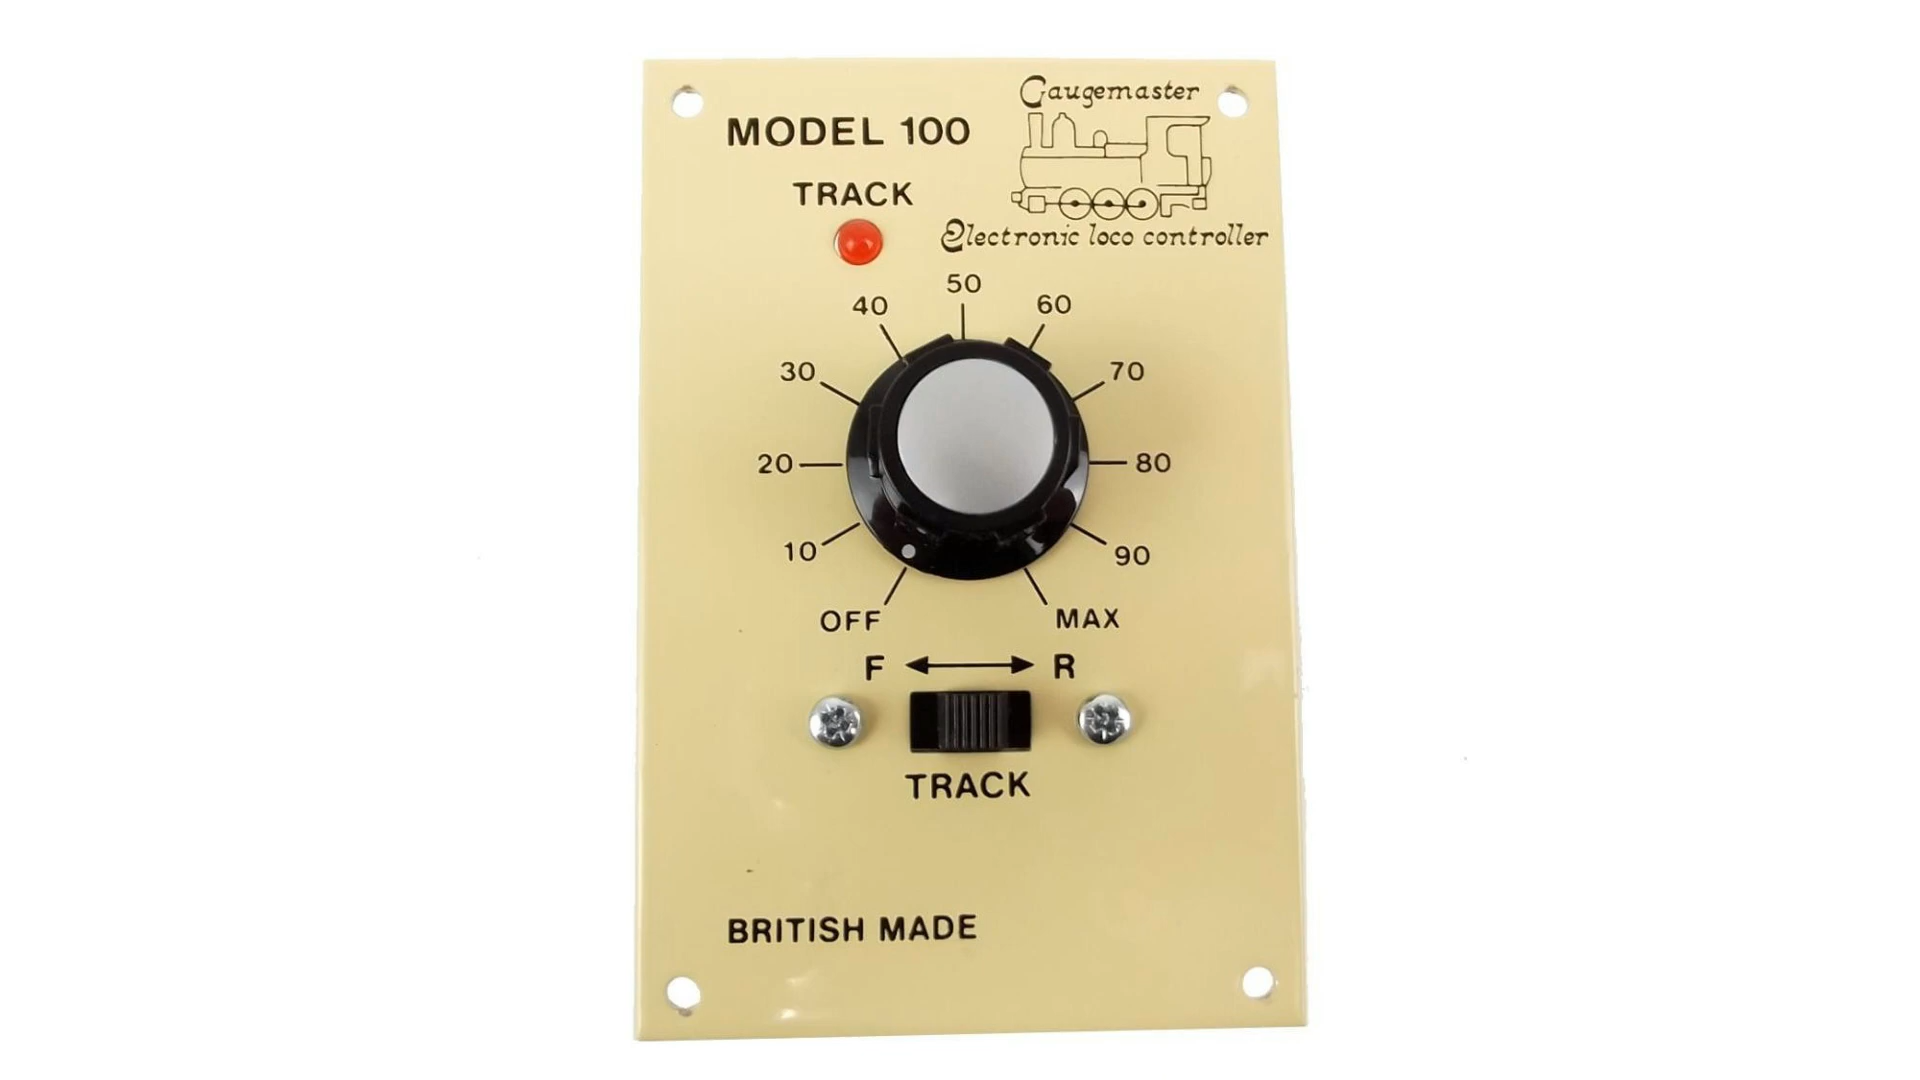 Gaugemaster
MODEL 100
TRACK
Electronic loco controller
50
40
60
30
70
20
80
10
90
OFF
MAX
F
R
TRACK
BRITISH MADE